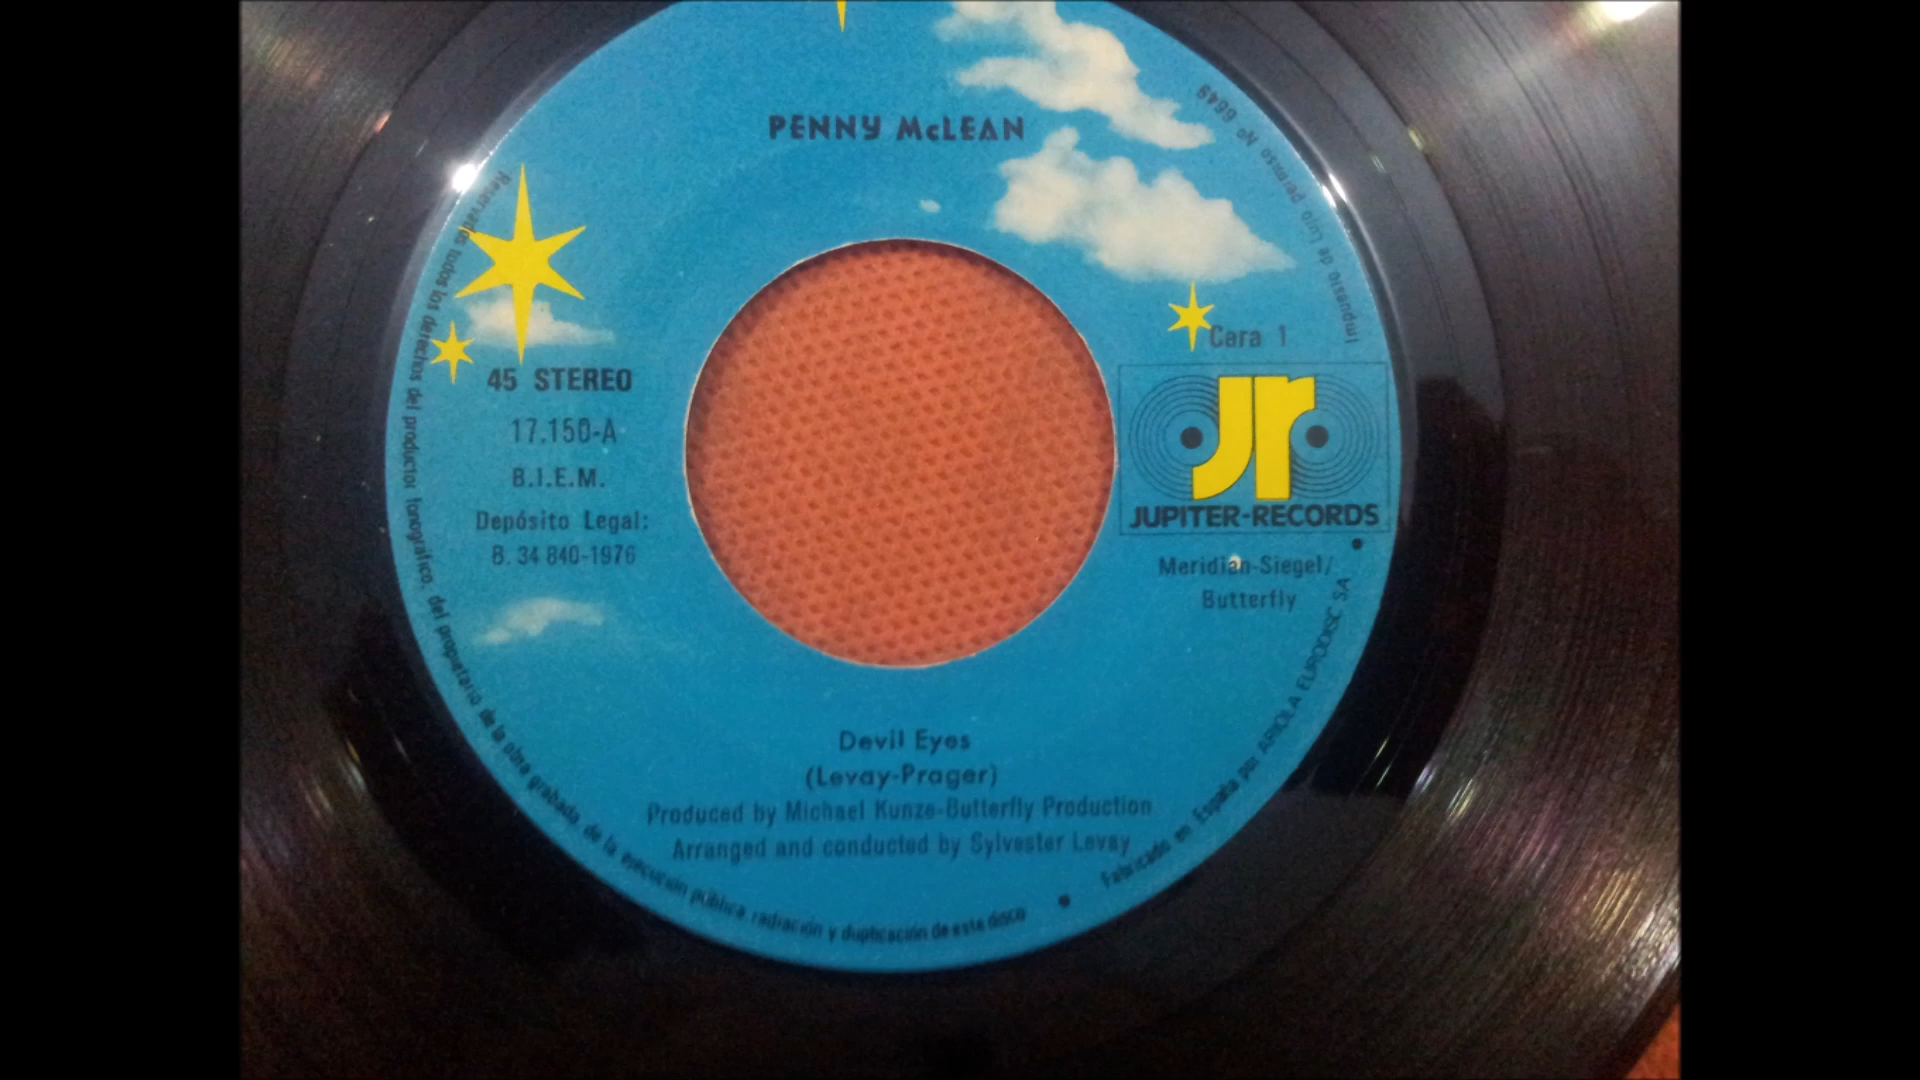 PENNY McLEAN
Impuesto de Lujo permiso Nº 6649
Cara 1
45 STEREO
17.150-A
B.I.E.M.
Depósito Legal:
B. 34 840-1976
Jr
JUPITER-RECORDS
Meridian-Siegel/
Butterfly
Devil Eyes
(Levay-Prager)
Produced by Michael Kunze-Butterfly Production
Arranged and conducted by Sylvester Levay
Reservados todos los derechos del productor fonográfico, del propietario de la obra grabada, de la ejecución pública, radiación y duplicación de este disco
Fabricado en España por ARIOLA EURODISC SA